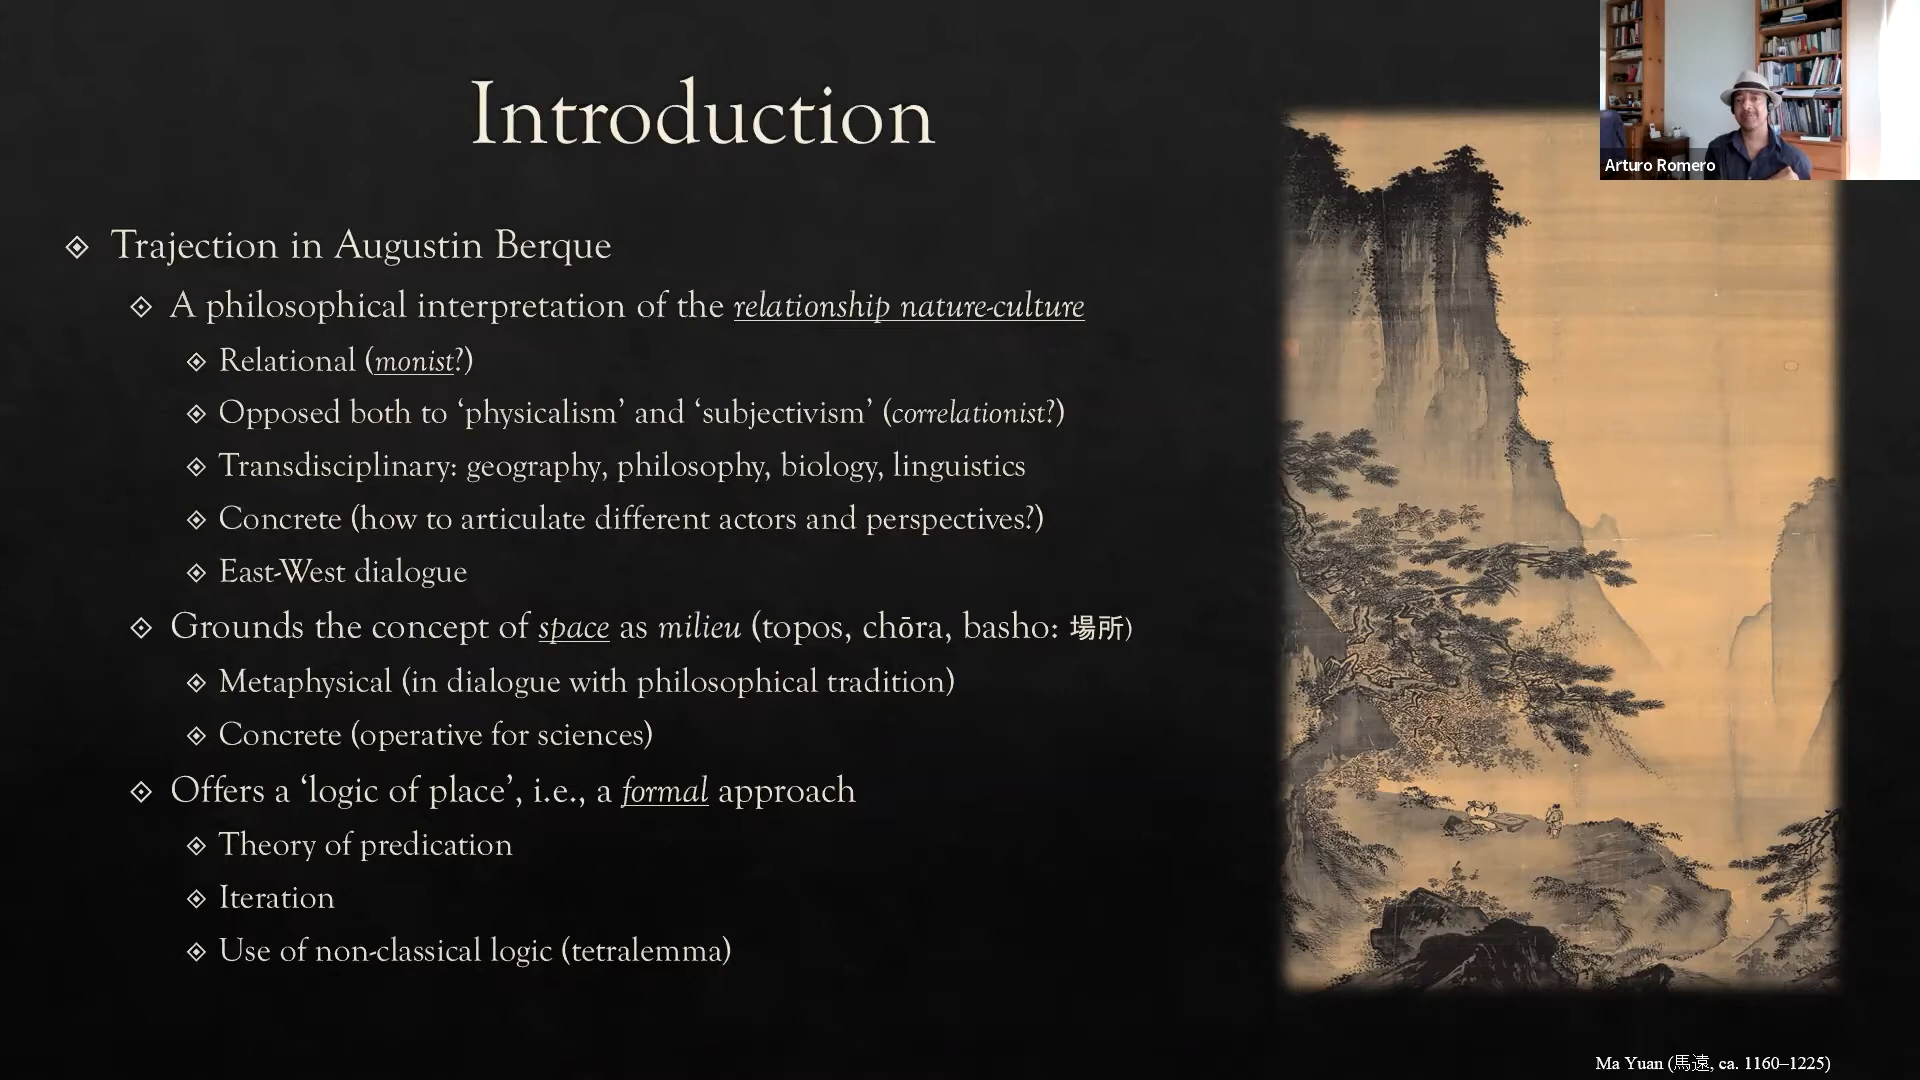 Introduction
Arturo Romero
Trajection in Augustin Berque
A philosophical interpretation of the relationship nature-culture
Relational (monist?)
Opposed both to ‘physicalism’ and ‘subjectivism’ (correlationist?)
Transdisciplinary: geography, philosophy, biology, linguistics
Concrete (how to articulate different actors and perspectives?)
East-West dialogue
Grounds the concept of space as milieu (topos, chōra, basho: 場所)
Metaphysical (in dialogue with philosophical tradition)
Concrete (operative for sciences)
Offers a ‘logic of place’, i.e., a formal approach
Theory of predication
Iteration
Use of non-classical logic (tetralemma)
Ma Yuan (馬遠, ca. 1160–1225)